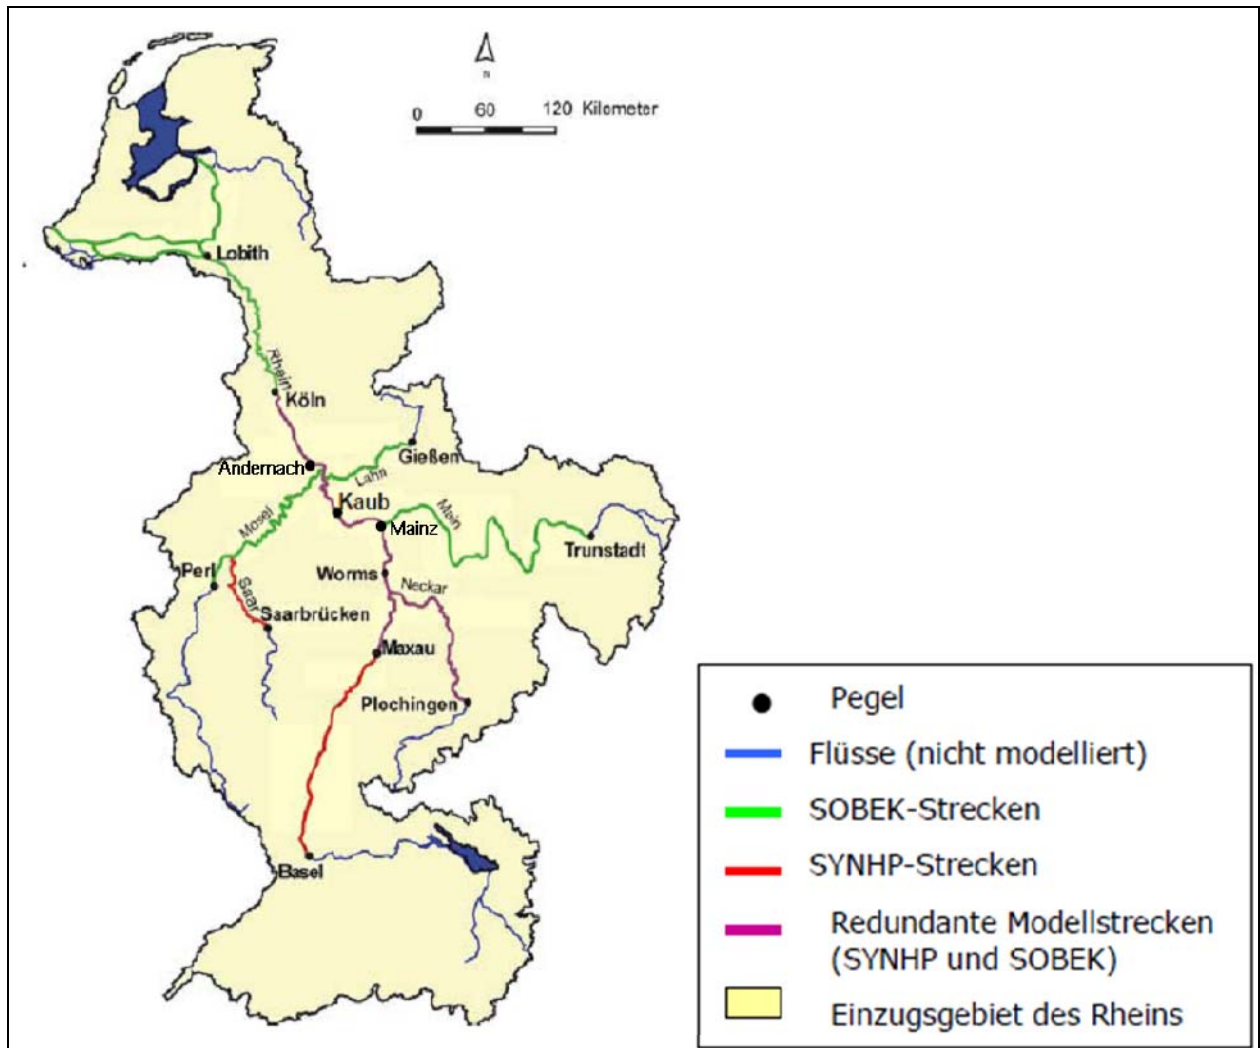 N
0 60 120 Kilometer
Lobith
Rhein
Köln
Andernach
Gießen
Lahn
Kaub
Mosel
Main
Mainz
Trunstadt
Perl
Worms
Neckar
Saar
Saarbrücken
Maxau
Plochingen
Basel
Pegel
Flüsse (nicht modelliert)
SOBEK-Strecken
SYNHP-Strecken
Redundante Modellstrecken
(SYNHP und SOBEK)
Einzugsgebiet des Rheins